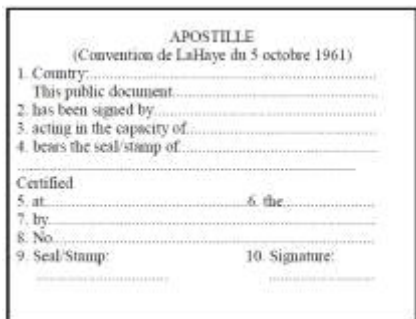 APOSTILLE
(Convention de LaHaye du 5 octobre 1961)
1. Country:
This public document
2. has been signed by
3. acting in the capacity of
4. bears the seal/stamp of
Certified
5. at 6. the
7. by
8. No
9. Seal/Stamp: 10. Signature: